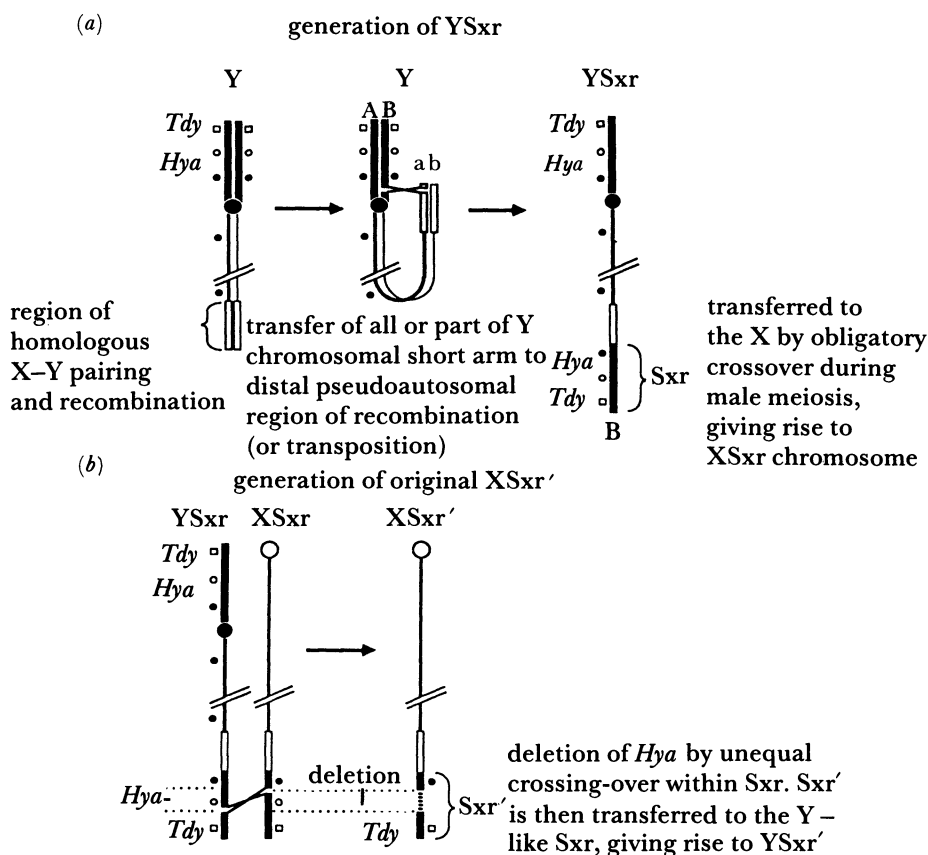 (a)
generation of YSxr
Y
Y
YSxr
A B
Tdy
Hya
a b
Tdy
Hya
region of
homologous
X–Y pairing
and recombination
transfer of all or part of Y
chromosomal short arm to
distal pseudoautosomal
region of recombination
(or transposition)
Hya
Tdy
Sxr
B
transferred to
the X by obligatory
crossover during
male meiosis,
giving rise to
XSxr chromosome
(b)
generation of original XSxr′
YSxr XSxr XSxr′
Tdy
Hya
Hya-
Tdy
deletion
Tdy
Sxr′
deletion of Hya by unequal
crossing-over within Sxr. Sxr′
is then transferred to the Y –
like Sxr, giving rise to YSxr′